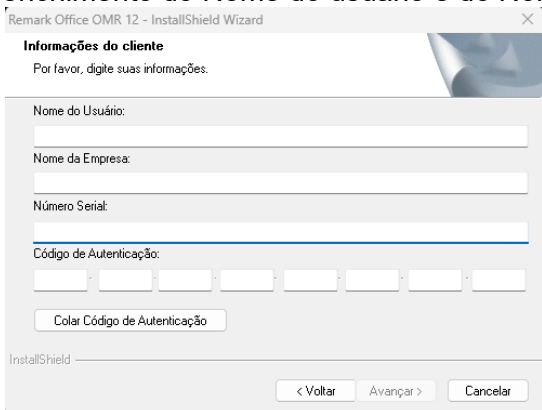 Remark Office OMR 12 - InstallShield Wizard
Informações do cliente
Por favor, digite suas informações.
Nome do Usuário:
Nome da Empresa:
Número Serial:
Código de Autenticação:
- - - - - - -
Colar Código de Autenticação
InstallShield
< Voltar Avançar > Cancelar